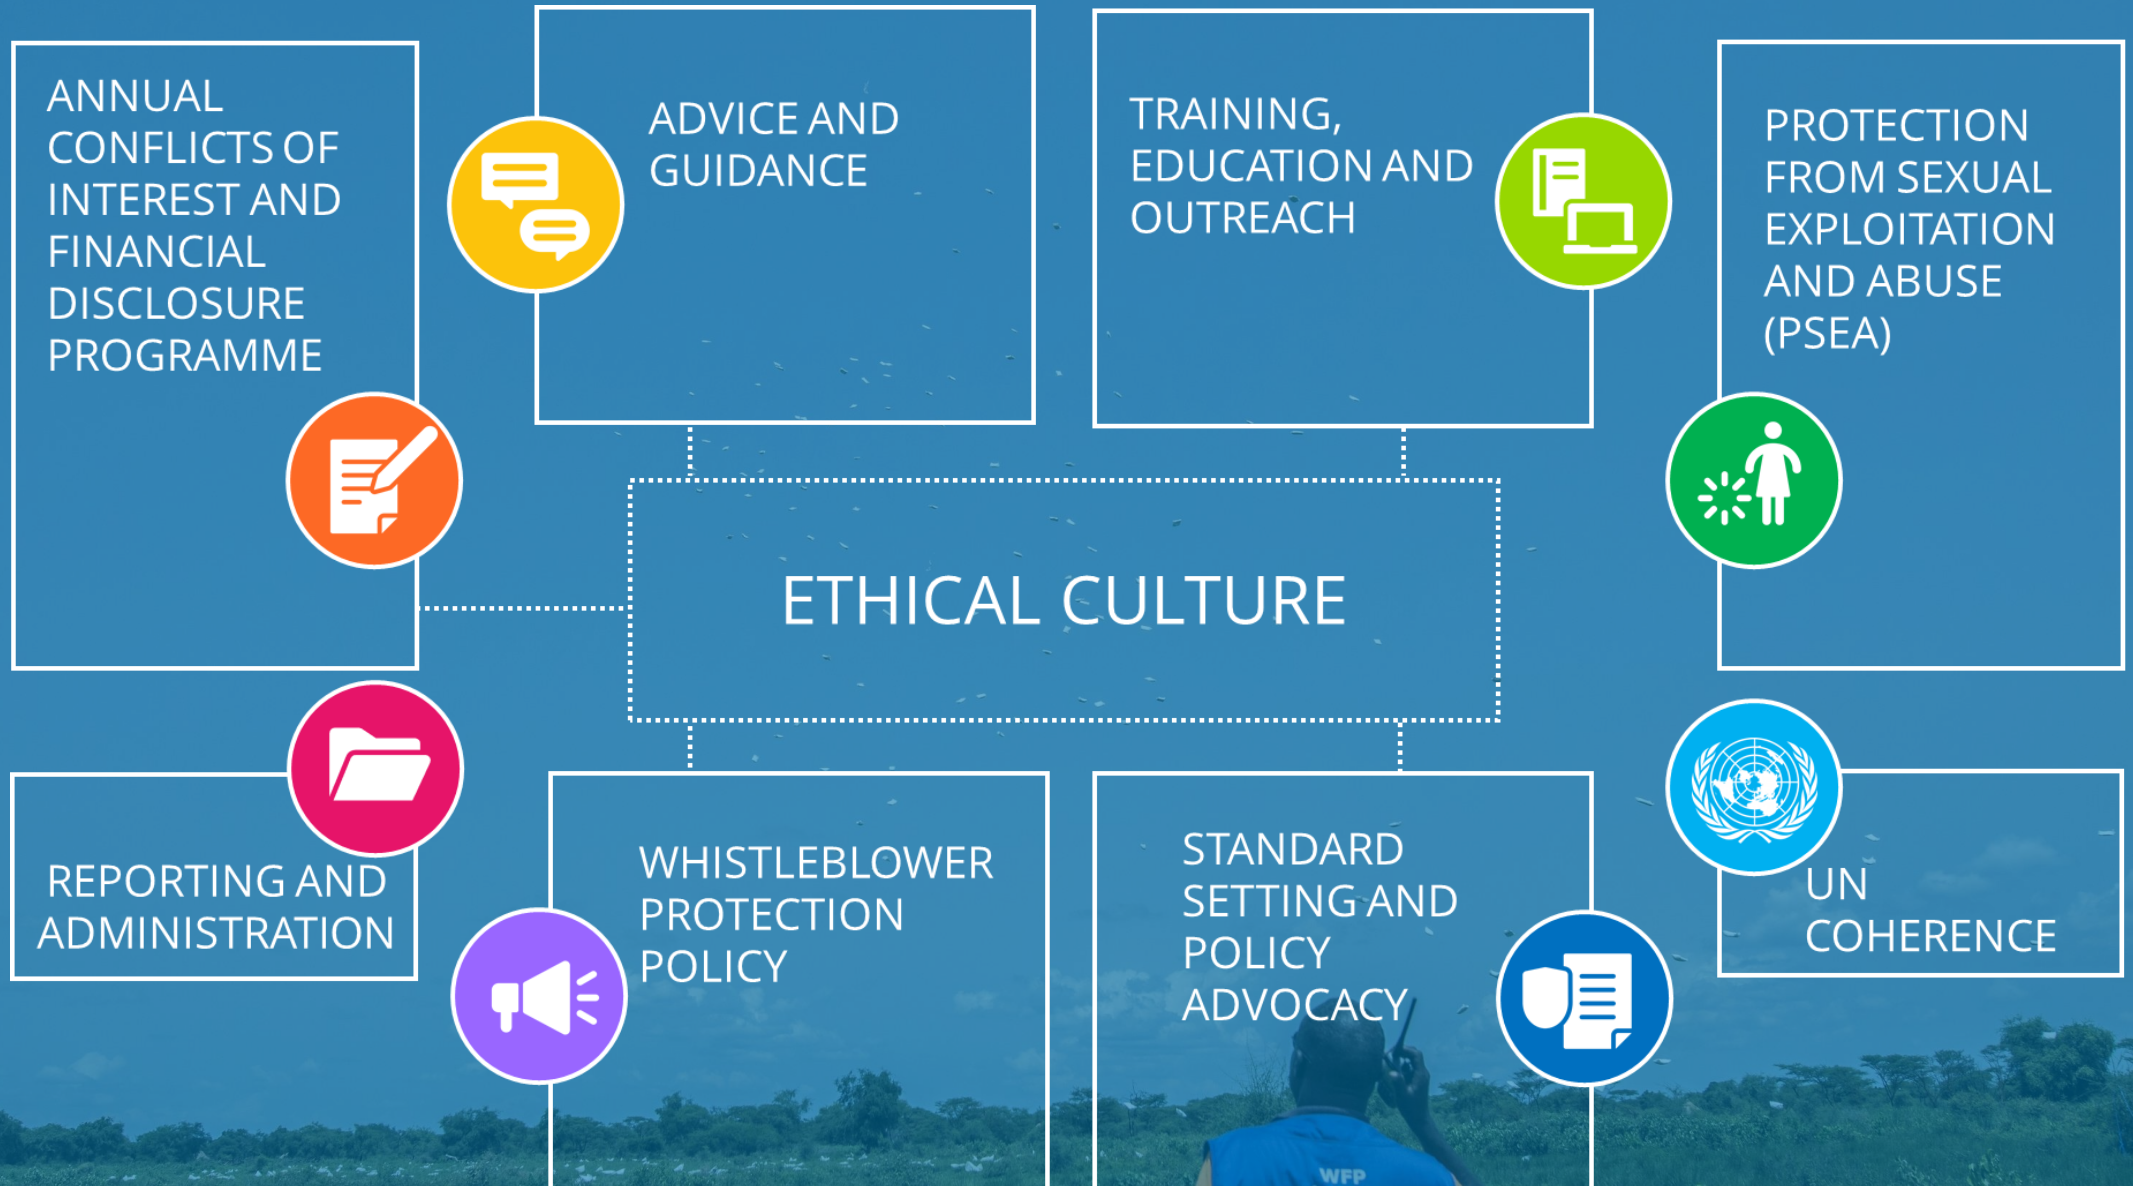 ANNUAL
CONFLICTS OF
INTEREST AND
FINANCIAL
DISCLOSURE
PROGRAMME
ADVICE AND
GUIDANCE
TRAINING,
EDUCATION AND
OUTREACH
PROTECTION
FROM SEXUAL
EXPLOITATION
AND ABUSE
(PSEA)
ETHICAL CULTURE
REPORTING AND
ADMINISTRATION
WHISTLEBLOWER
PROTECTION
POLICY
STANDARD
SETTING AND
POLICY
ADVOCACY
UN
COHERENCE
WFP